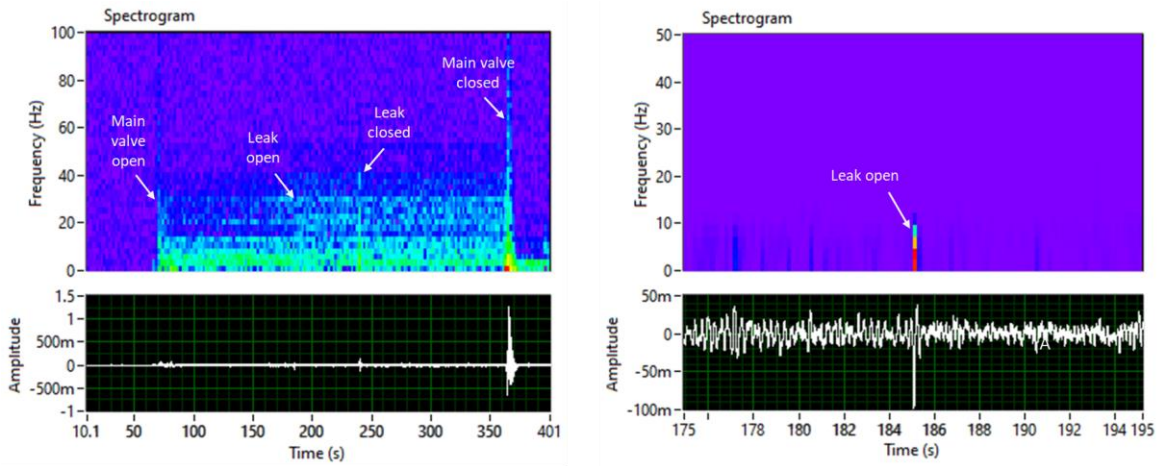 Spectrogram
100
80
60
40
20
0
Frequency (Hz)
Main
valve
open
Leak
open
Leak
closed
Main valve
closed
1.5
1
500m
0
-500m
-1
Amplitude
10.1 50 100 150 200 250 300 350 401
Time (s)
Spectrogram
50
40
30
20
10
0
Frequency (Hz)
Leak open
50m
0
-50m
-100m
Amplitude
A
175 178 180 182 184 186 188 190 192 194 195
Time (s)